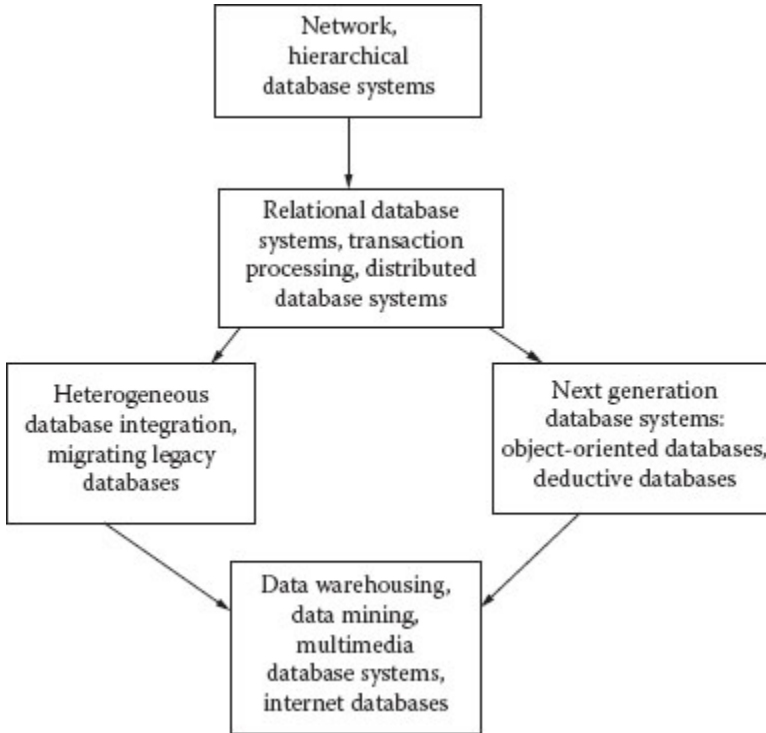 Network,
hierarchical
database systems
Relational database
systems, transaction
processing, distributed
database systems
Heterogeneous
database integration,
migrating legacy
databases
Next generation
database systems:
object-oriented databases,
deductive databases
Data warehousing,
data mining,
multimedia
database systems,
internet databases